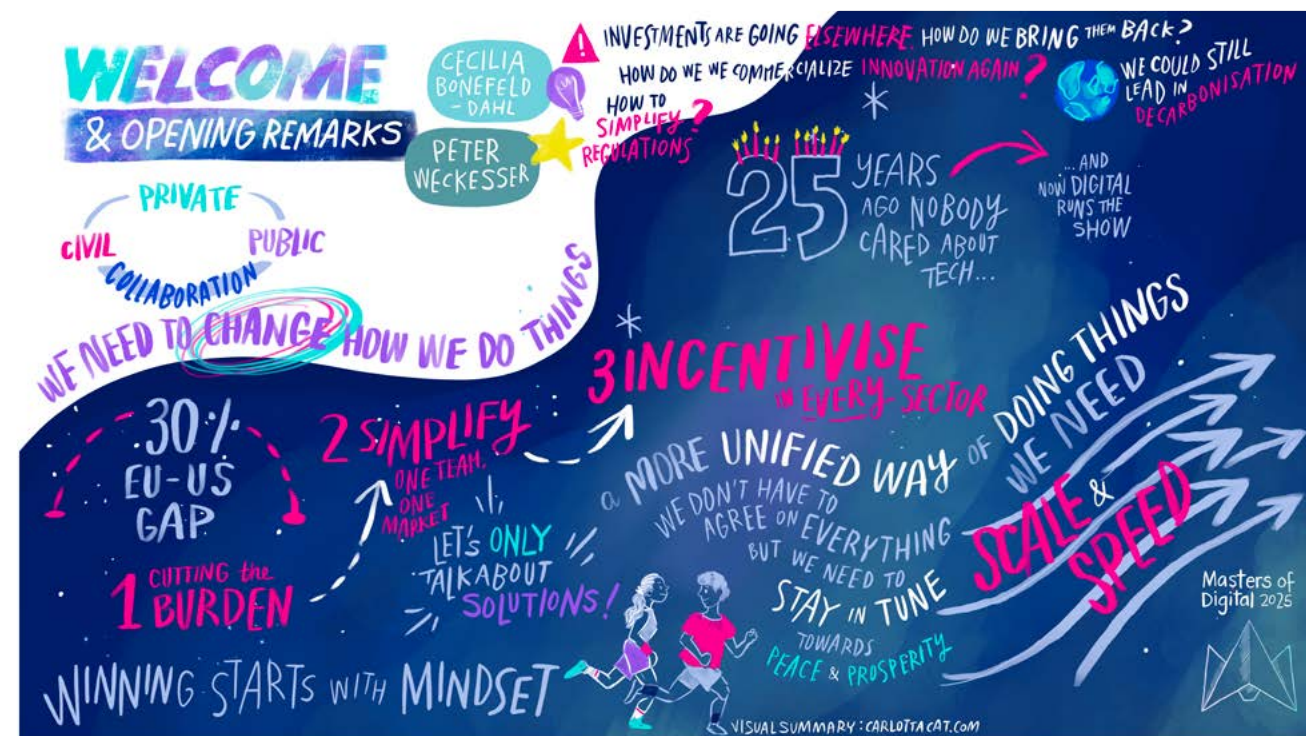 WELCOME
& OPENING REMARKS
CECILIA
BONEFELD
-DAHL
PETER
WECKESSER
INVESTMENTS ARE GOING ELSEWHERE. HOW DO WE BRING THEM BACK?
HOW DO WE WE COMMERCIALIZE INNOVATION AGAIN?
HOW TO
SIMPLIFY
REGULATIONS?
WE COULD STILL
LEAD IN
DECARBONISATION
25 YEARS
AGO NOBODY
CARED ABOUT
TECH...
...AND
NOW DIGITAL
RUNS THE
SHOW
PRIVATE
CIVIL
PUBLIC
COLLABORATION
WE NEED TO CHANGE HOW WE DO THINGS
30%
EU-US
GAP
1 CUTTING the
BURDEN
2 SIMPLIFY
ONE TEAM,
ONE
MARKET
LET'S ONLY
TALK ABOUT
SOLUTIONS!
3 INCENTIVISE
IN EVERY SECTOR
a MORE UNIFIED WAY OF DOING THINGS
WE DON'T HAVE TO
AGREE ON EVERYTHING
BUT WE NEED TO
STAY IN TUNE
TOWARDS
PEACE & PROSPERITY
WE NEED
SCALE &
SPEED
WINNING STARTS WITH MINDSET
Masters of
Digital 2025
VISUAL SUMMARY: CARLOTTACAT.COM